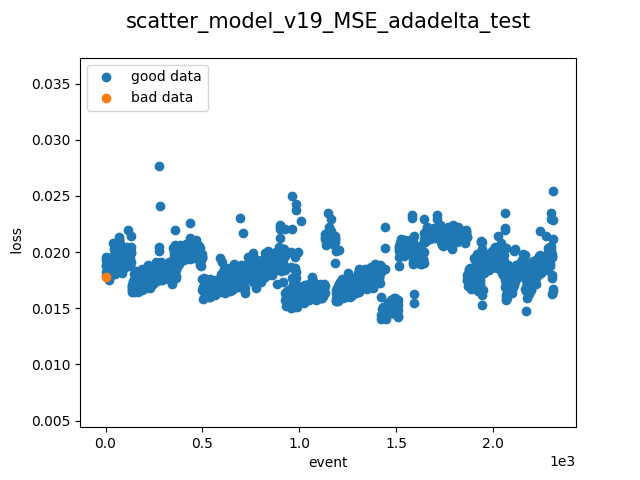 scatter_model_v19_MSE_adadelta_test
good data
bad data
0.035
0.030
0.025
0.020
0.015
0.010
0.005
loss
0.0
0.5
1.0
1.5
2.0
1e3
event